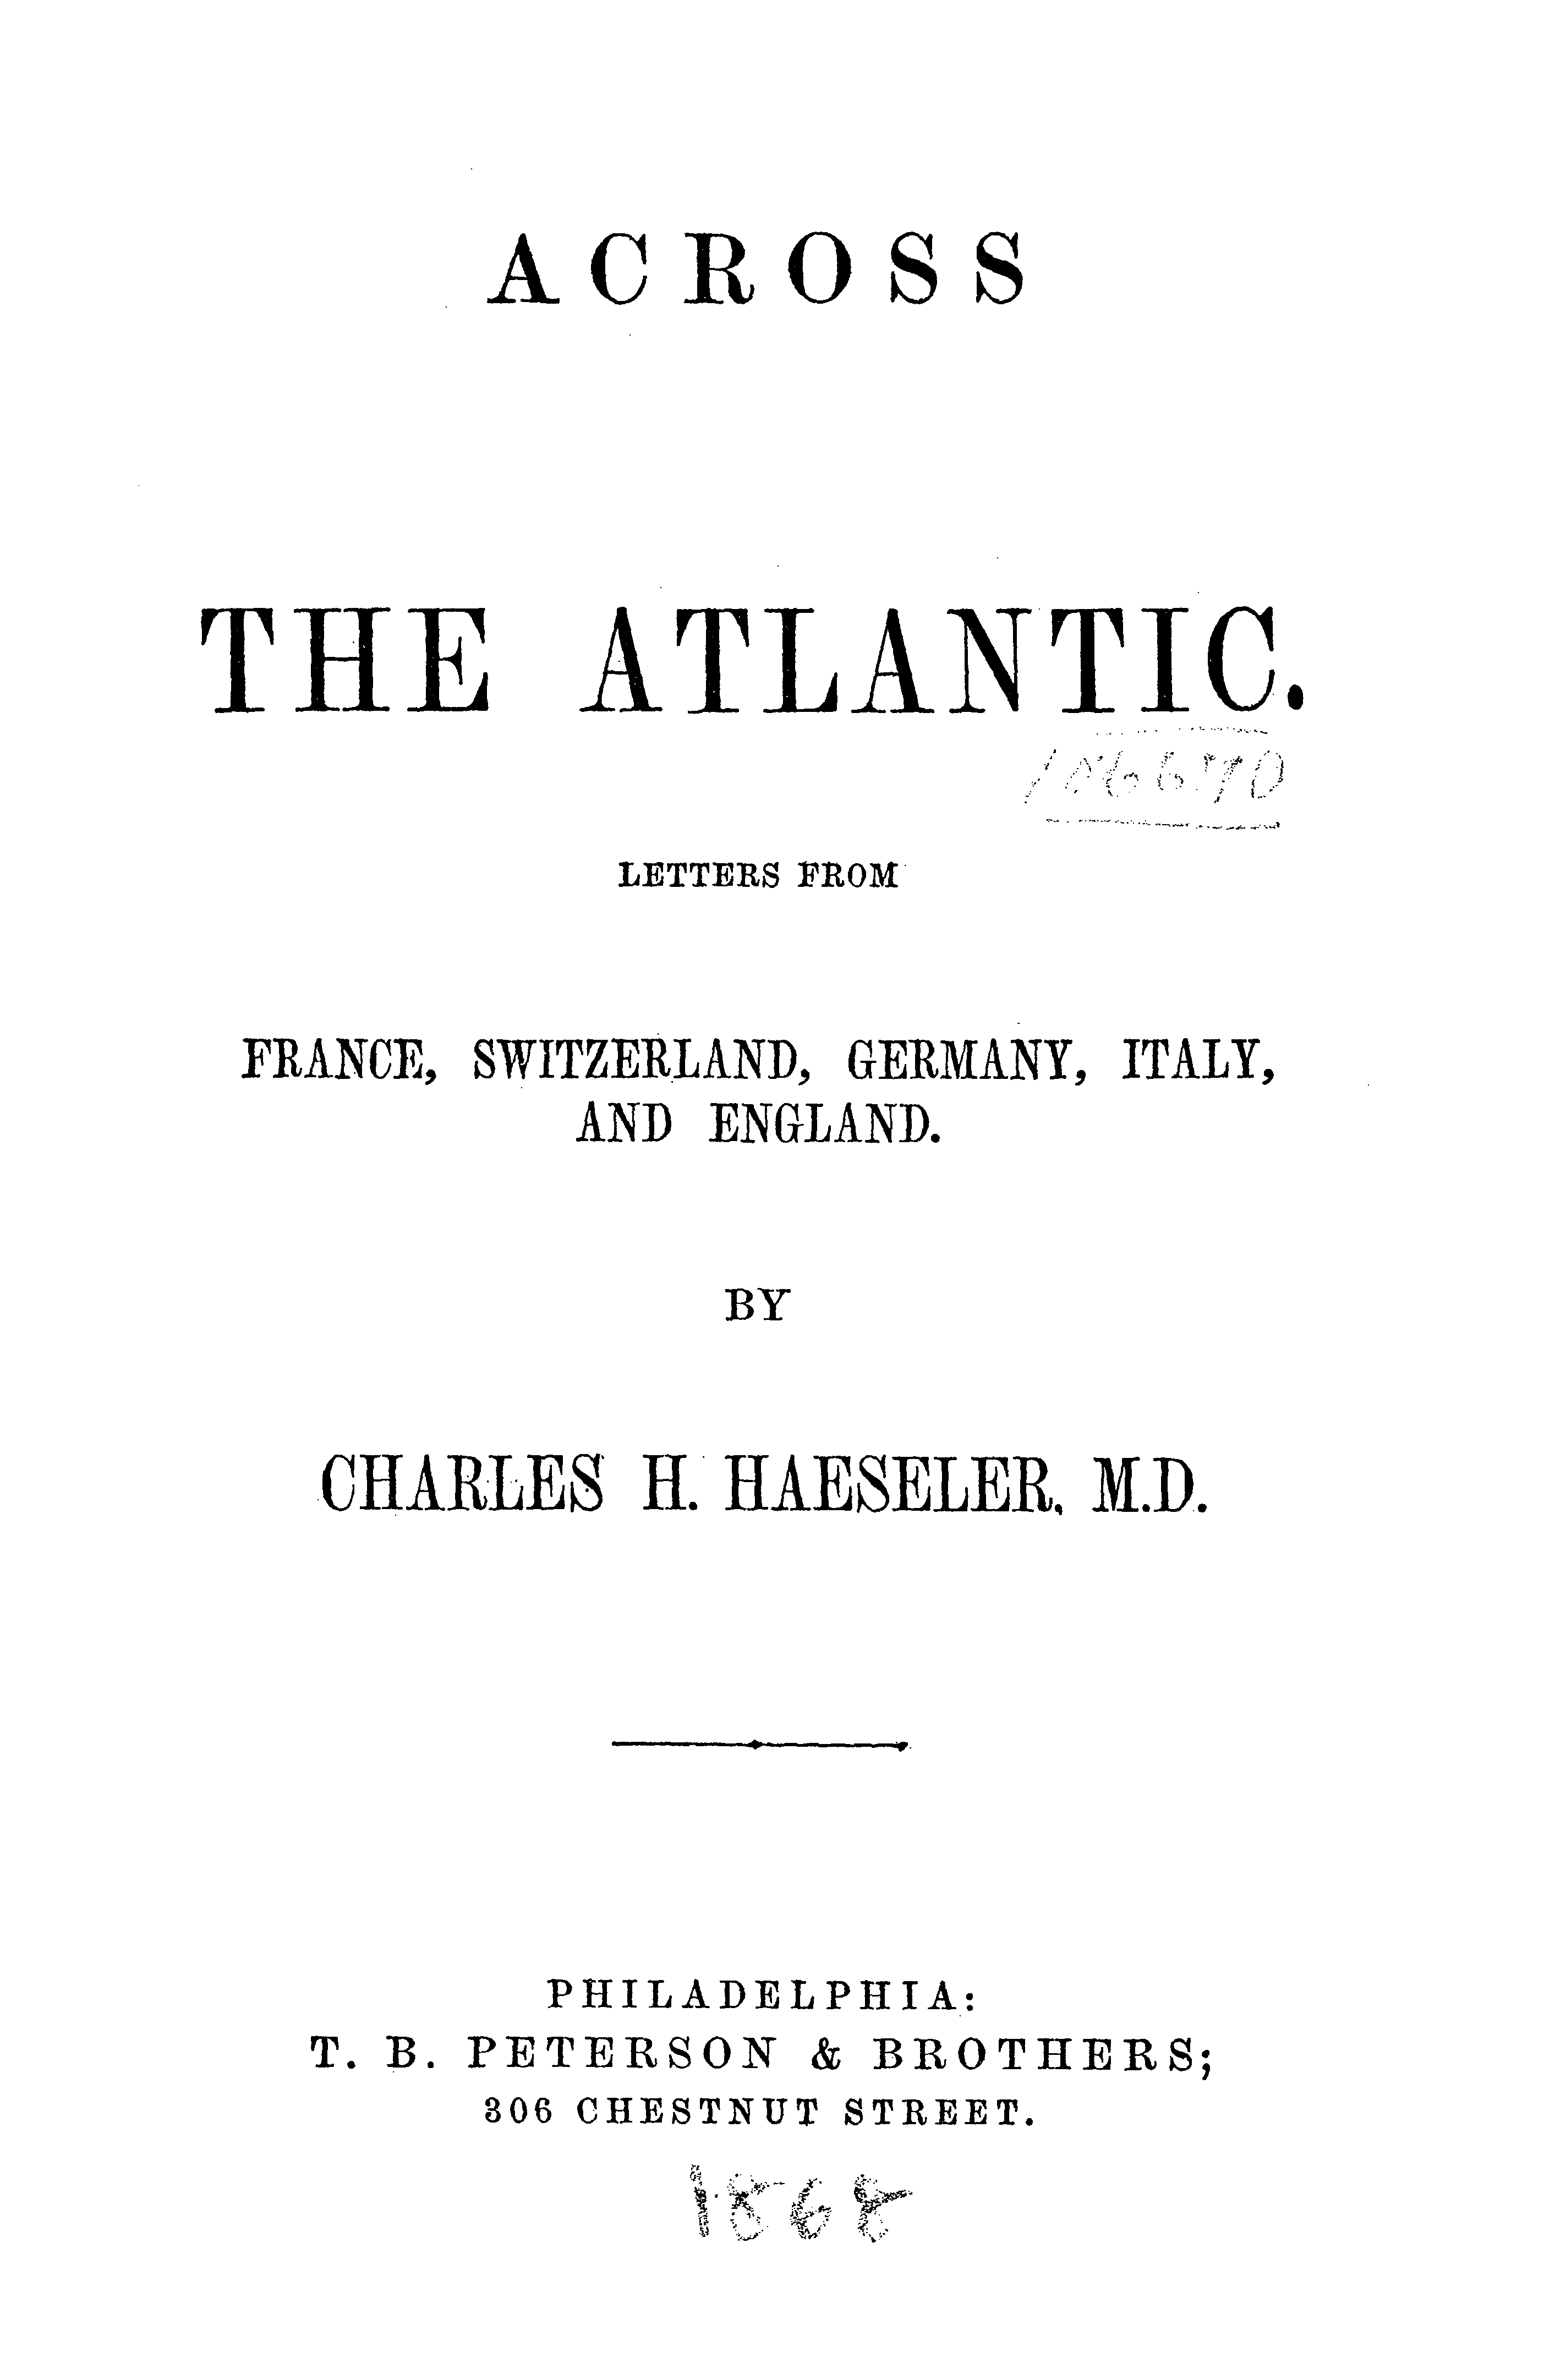 ACROSS
THE ATLANTIC.
LETTERS FROM
FRANCE, SWITZERLAND, GERMANY, ITALY,
AND ENGLAND.
BY
CHARLES H. HAESELER, M.D.
PHILADELPHIA:
T. B. PETERSON & BROTHERS;
306 CHESTNUT STREET.
1868